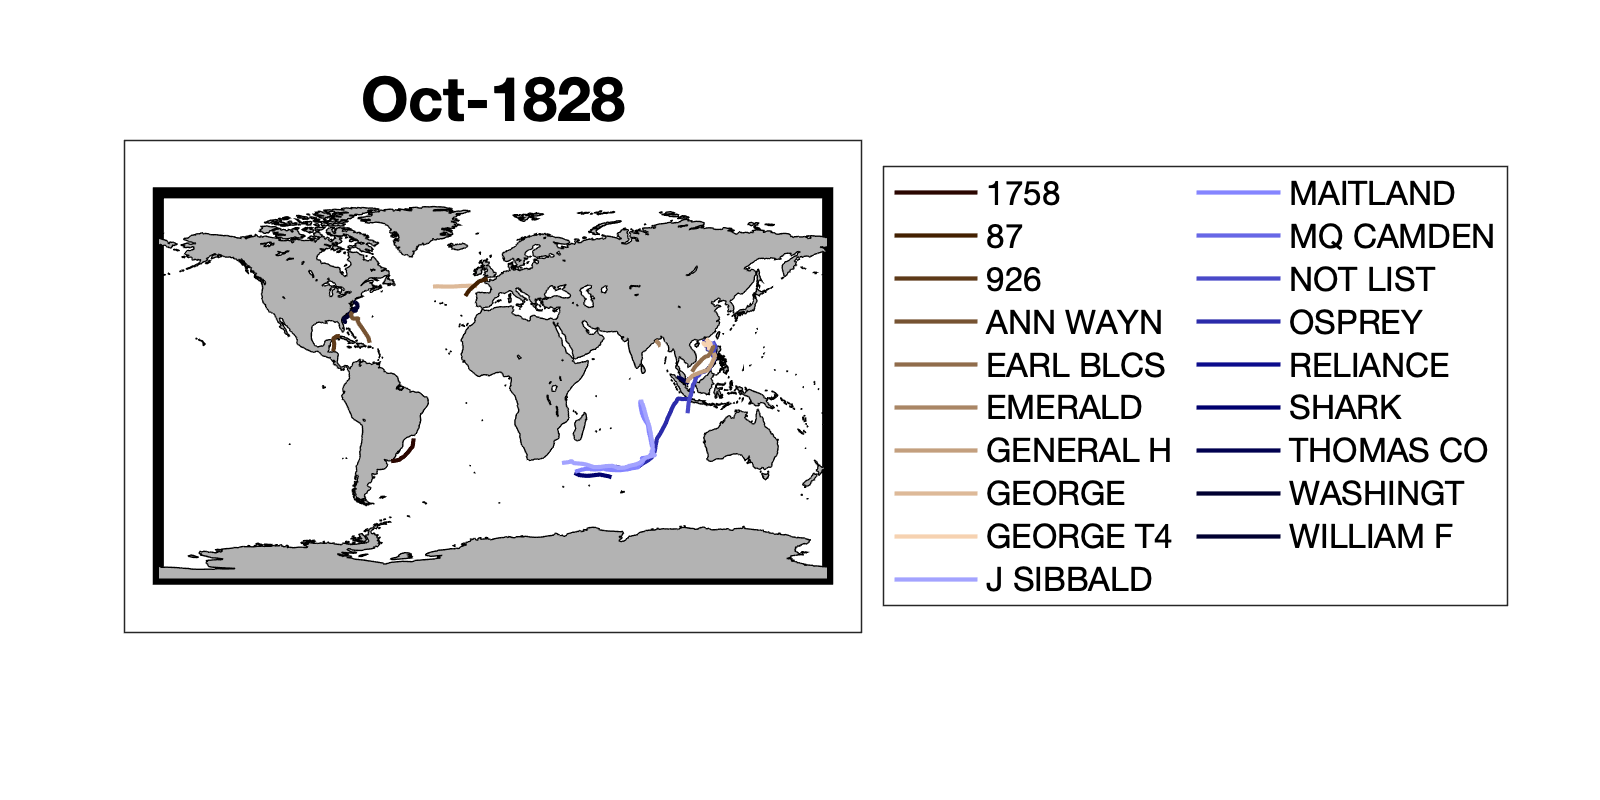 Oct-1828
1758
87
926
ANN WAYN
EARL BLCS
EMERALD
GENERAL H
GEORGE
GEORGE T4
J SIBBALD
MAITLAND
MQ CAMDEN
NOT LIST
OSPREY
RELIANCE
SHARK
THOMAS CO
WASHINGT
WILLIAM F